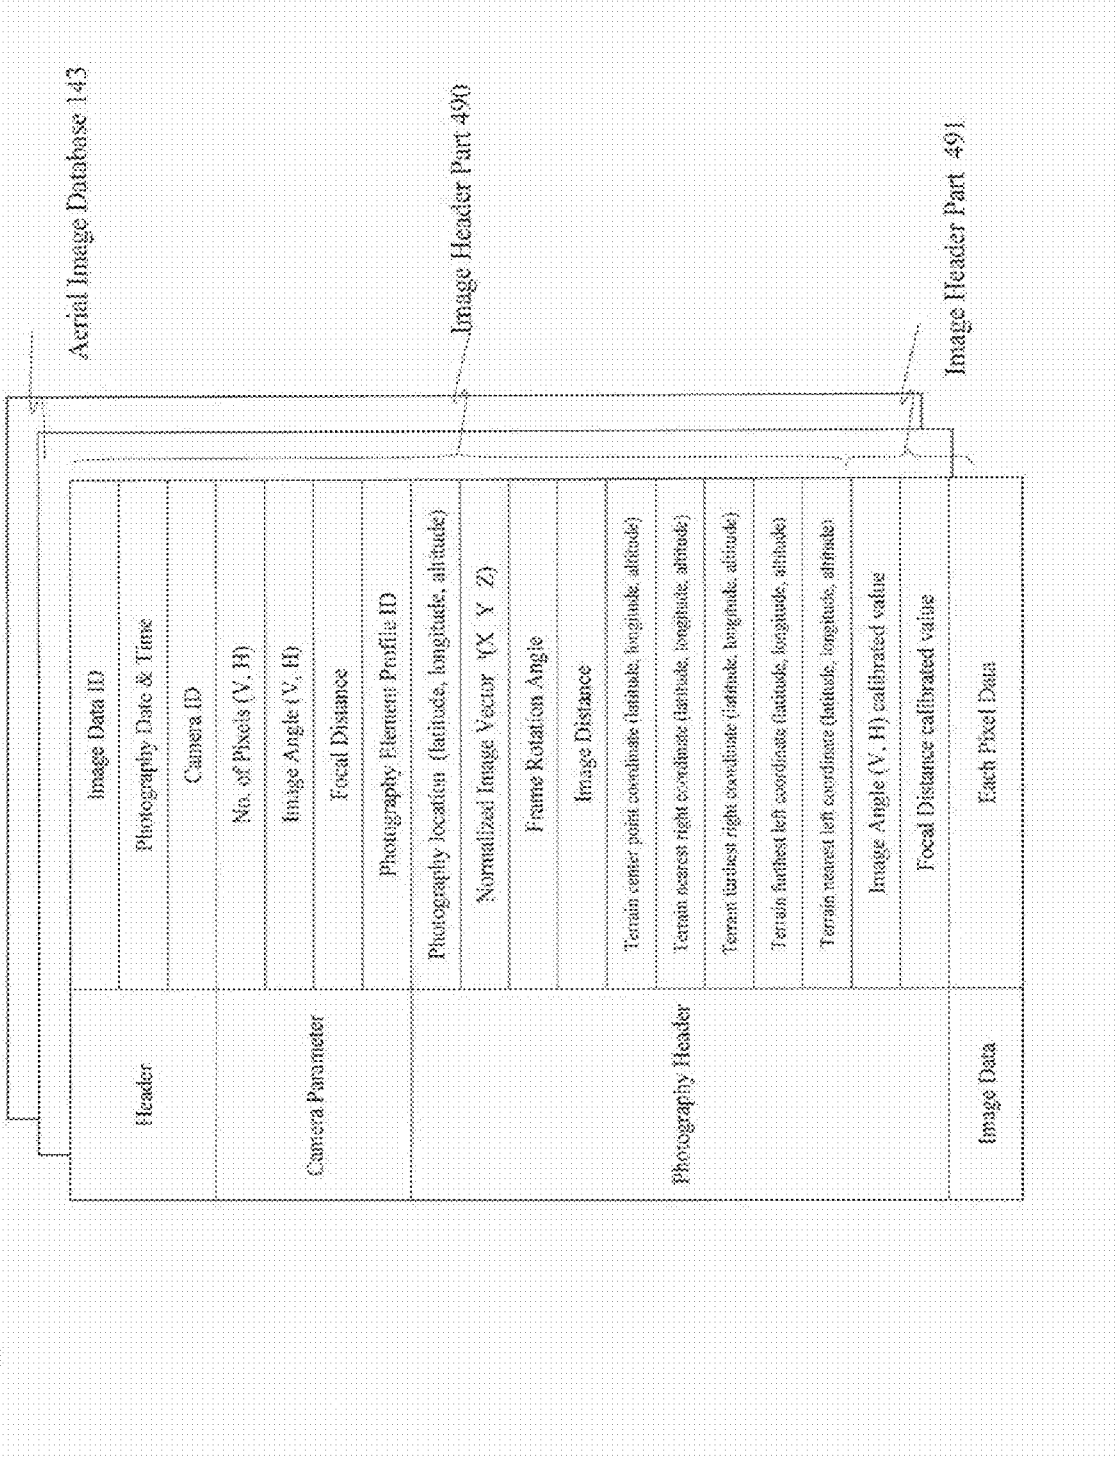 Aerial Image Database 143
Image Header Part 490
Image Header Part 491
Header
Image Data ID
Photography Date & Time
Camera ID
Camera Parameter
No. of Pixels (V, H)
Image Angle (V, H)
Focal Distance
Photography Element Profile ID
Photography Header
Photography location (latitude, longitude, altitude)
Normalized Image Vector (X Y Z)
Frame Rotation Angle
Image Distance
Terrain center point coordinate (latitude, longitude, altitude)
Terrain nearest right coordinate (latitude, longitude, altitude)
Terrain furthest right coordinate (latitude, longitude, altitude)
Terrain furthest left coordinate (latitude, longitude, altitude)
Terrain nearest left coordinate (latitude, longitude, altitude)
Image Angle (V, H) calibrated value
Focal Distance calibrated value
Image Data
Each Pixel Data